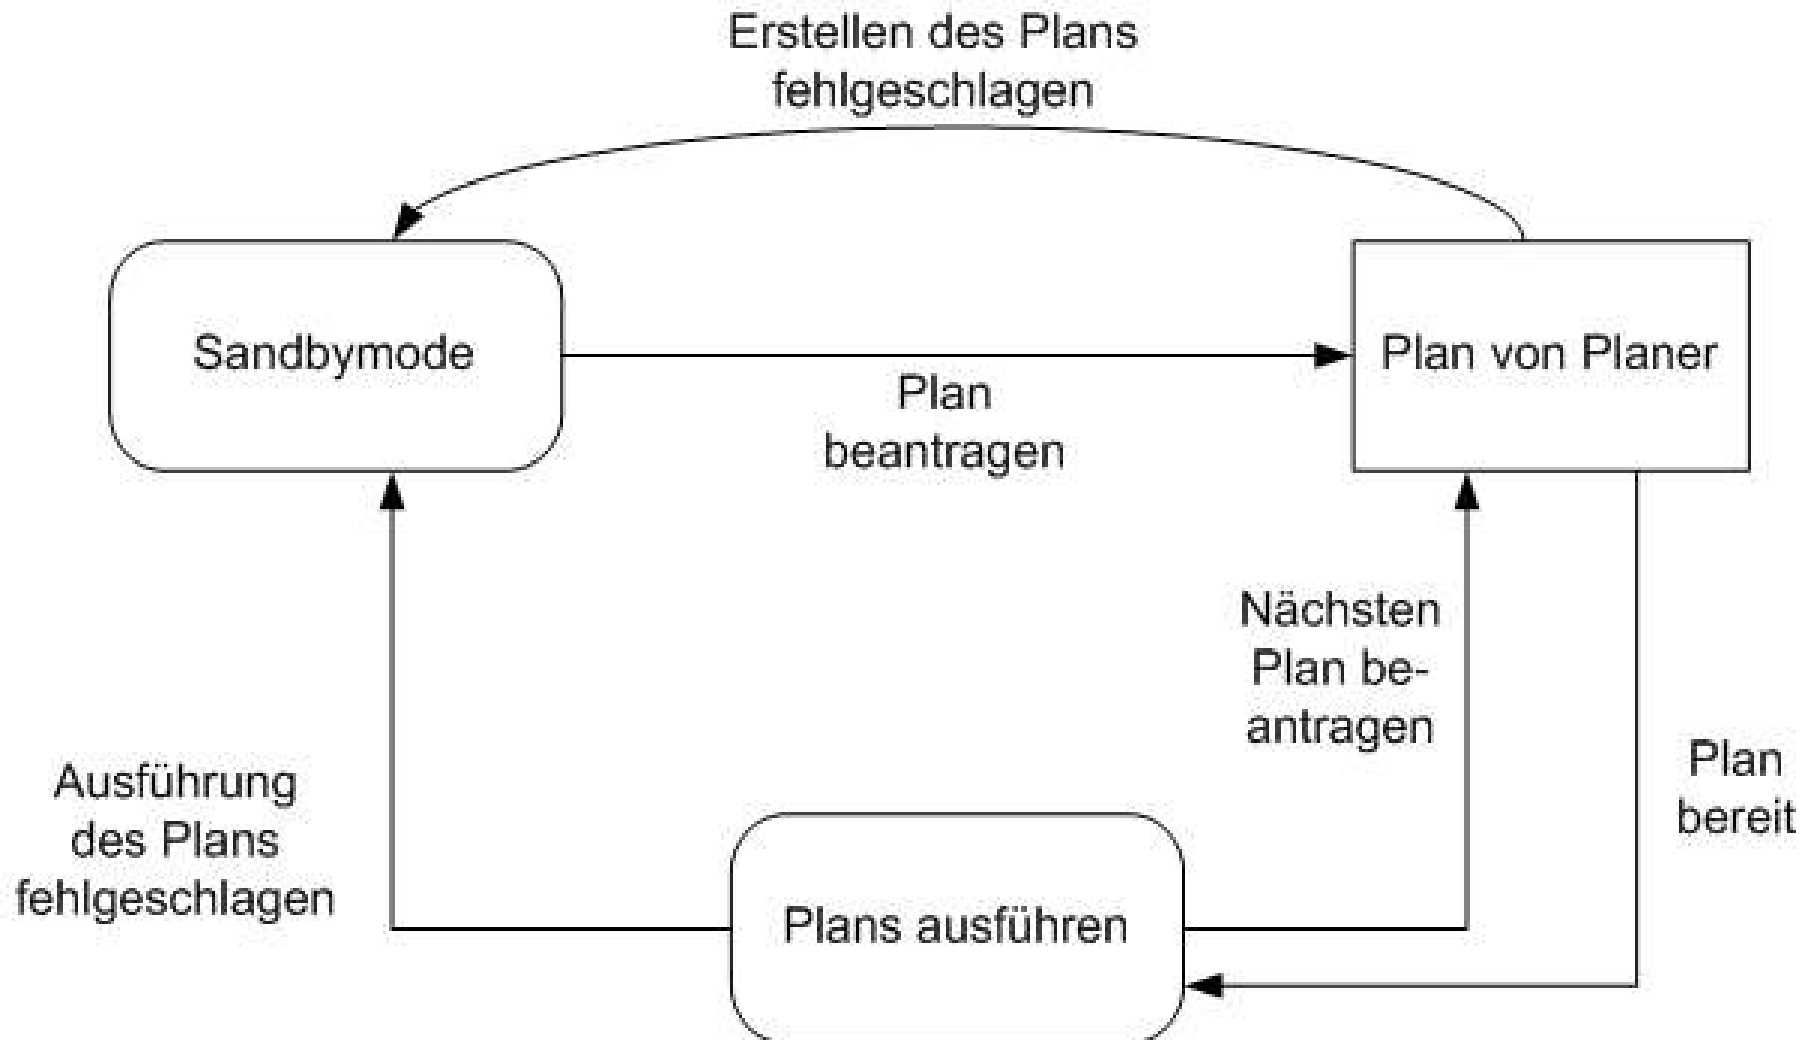 Erstellen des Plans
fehlgeschlagen
Sandbymode
Plan von Planer
Plan
beantragen
Nächsten
Plan be-
antragen
Plan
bereit
Ausführung
des Plans
fehlgeschlagen
Plans ausführen